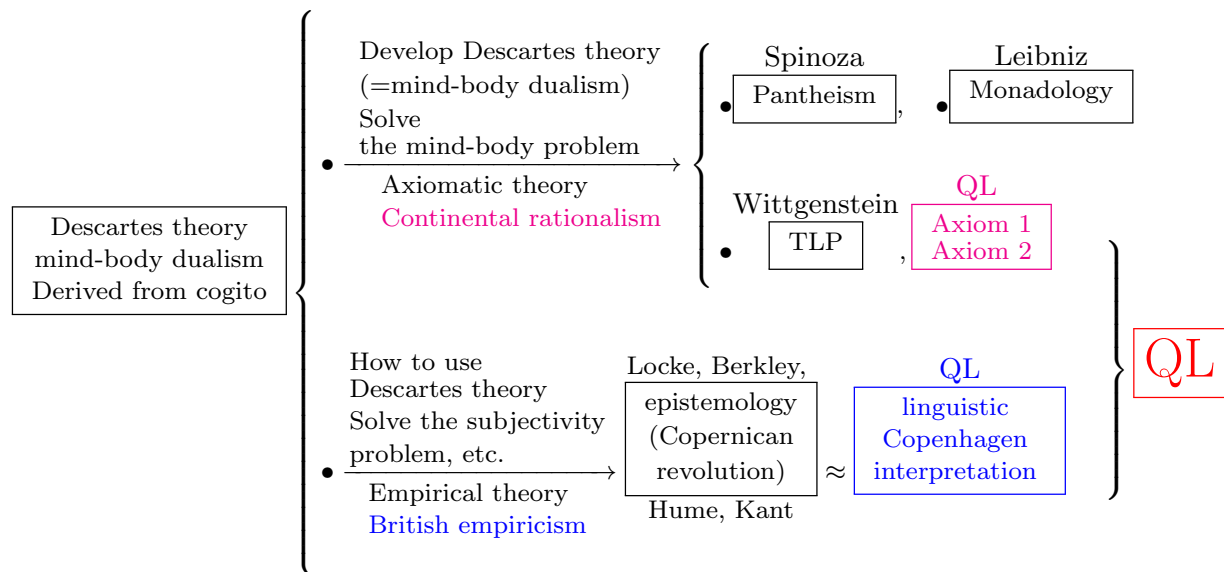 Descartes theory
mind-body dualism
Derived from cogito
Develop Descartes theory
(=mind-body dualism)
Solve
the mind-body problem
Axiomatic theory
Continental rationalism
Spinoza
• Pantheism,
Leibniz
• Monadology
Wittgenstein
• TLP,
QL
Axiom 1
Axiom 2
How to use
Descartes theory
Solve the subjectivity
problem, etc.
Empirical theory
British empiricism
Locke, Berkley,
epistemology
(Copernican
revolution)
Hume, Kant
≈
QL
linguistic
Copenhagen
interpretation
QL